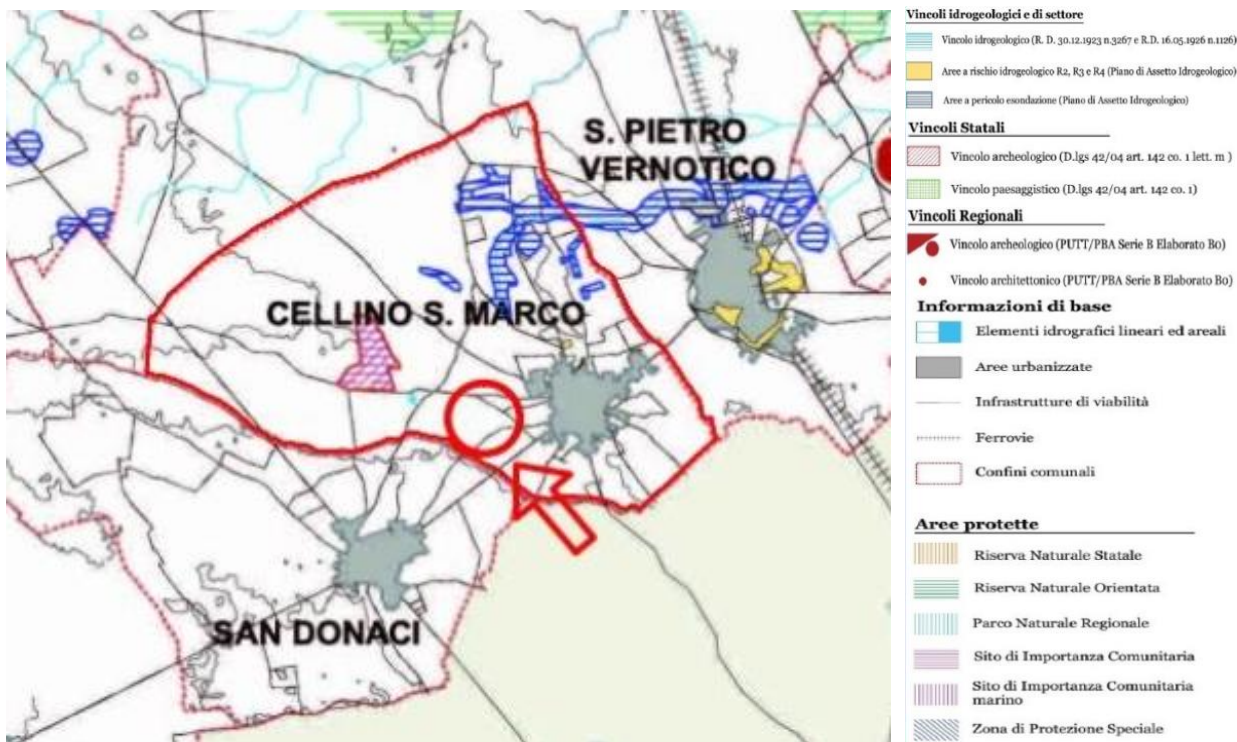 S. PIETRO
VERNOTICO
CELLINO S. MARCO
SAN DONACI
Vincoli idrogeologici e di settore
Vincolo idrogeologico (R. D. 30.12.1923 n.3267 e R.D. 16.05.1926 n.1126)
Aree a rischio idrogeologico R2, R3 e R4 (Piano di Assetto Idrogeologico)
Aree a pericolo esondazione (Piano di Assetto Idrogeologico)
Vincoli Statali
Vincolo archeologico (D.lgs 42/04 art. 142 co. 1 lett. m )
Vincolo paesaggistico (D.lgs 42/04 art. 142 co. 1)
Vincoli Regionali
Vincolo archeologico (PUTT/PBA Serie B Elaborato B0)
Vincolo architettonico (PUTT/PBA Serie B Elaborato B0)
Informazioni di base
Elementi idrografici lineari ed areali
Aree urbanizzate
Infrastrutture di viabilità
Ferrovie
Confini comunali
Aree protette
Riserva Naturale Statale
Riserva Naturale Orientata
Parco Naturale Regionale
Sito di Importanza Comunitaria
Sito di Importanza Comunitaria
marino
Zona di Protezione Speciale